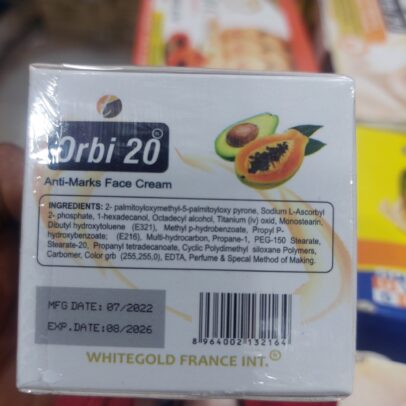 Orbi 20®
Anti-Marks Face Cream
INGREDIENTS: 2- palmitoyloxymethyl-5-palmitoyloxy pyrone, Sodium L-Ascorbyl
2- phosphate, 1-hexadecanol, Octadecyl alcohol, Titanium (iv) oxid, Monostearin,
Dibutyl hydroxytoluene (E321), Methyl p-hydrobenzoate, Propyl P-
hydroxybenzoate; (E216), Multi-hydrocarbon, Propane-1, PEG-150 Stearate,
Stearate-20, Propanyl tetradecanoate, Cyclic Polydimethyl siloxane Polymers,
Carbomer, Color grb (255,255,0), EDTA, Perfume & Specal Method of Making.
MFG DATE: 07/2022
EXP.DATE:08/2026
8 964002 132164
WHITEGOLD FRANCE INT.®